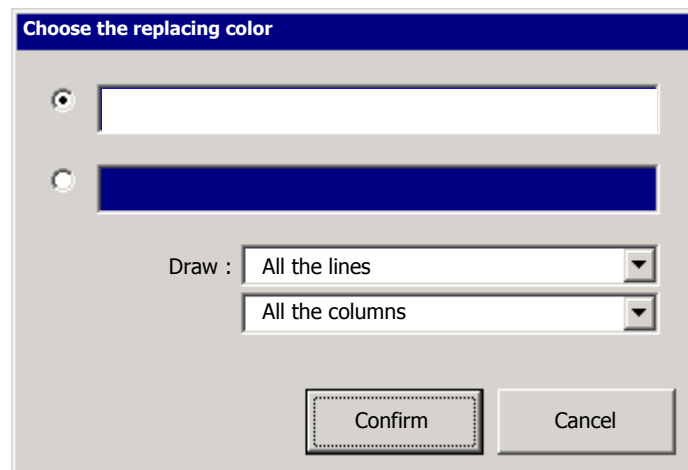 Choose the replacing color
Draw : All the lines
All the columns
Confirm Cancel